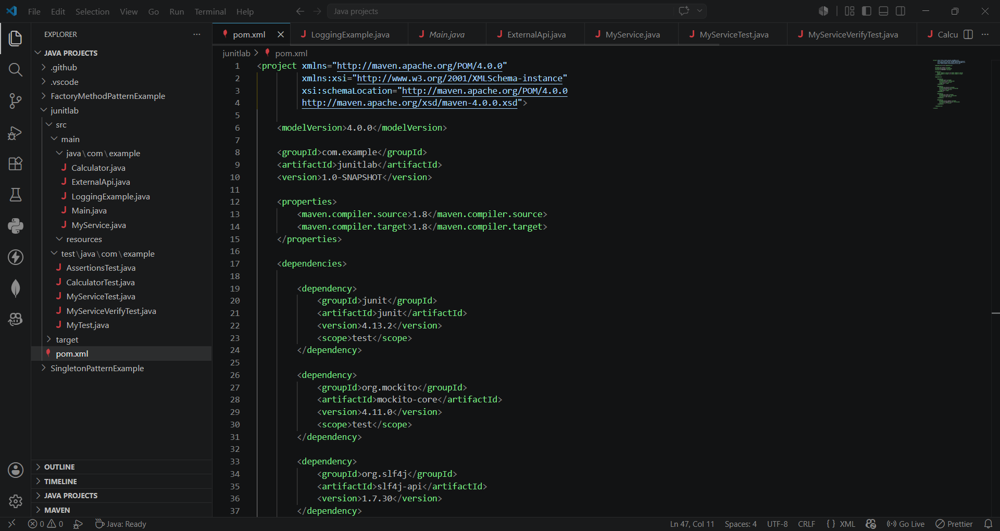 File Edit Selection View Go Run Terminal Help
Java projects
EXPLORER
JAVA PROJECTS
.github
.vscode
FactoryMethodPatternExample
junitlab
src
main
java\com\example
Calculator.java
ExternalApi.java
LoggingExample.java
Main.java
MyService.java
resources
test\java\com\example
AssertionsTest.java
CalculatorTest.java
MyServiceTest.java
MyServiceVerifyTest.java
MyTest.java
target
pom.xml
SingletonPatternExample
OUTLINE
TIMELINE
JAVA PROJECTS
MAVEN
pom.xml LoggingExample.java Main.java ExternalApi.java MyService.java MyServiceTest.java MyServiceVerifyTest.java Calcu
junitlab > pom.xml
1 <project xmlns="http://maven.apache.org/POM/4.0.0"
2 xmlns:xsi="http://www.w3.org/2001/XMLSchema-instance"
3 xsi:schemaLocation="http://maven.apache.org/POM/4.0.0
4 http://maven.apache.org/xsd/maven-4.0.0.xsd">
5
6 <modelVersion>4.0.0</modelVersion>
7
8 <groupId>com.example</groupId>
9 <artifactId>junitlab</artifactId>
10 <version>1.0-SNAPSHOT</version>
11
12 <properties>
13 <maven.compiler.source>1.8</maven.compiler.source>
14 <maven.compiler.target>1.8</maven.compiler.target>
15 </properties>
16
17 <dependencies>
18
19 <dependency>
20 <groupId>junit</groupId>
21 <artifactId>junit</artifactId>
22 <version>4.13.2</version>
23 <scope>test</scope>
24 </dependency>
25
26 <dependency>
27 <groupId>org.mockito</groupId>
28 <artifactId>mockito-core</artifactId>
29 <version>4.11.0</version>
30 <scope>test</scope>
31 </dependency>
32
33 <dependency>
34 <groupId>org.slf4j</groupId>
35 <artifactId>slf4j-api</artifactId>
36 <version>1.7.30</version>
37 </dependency>
0 0 Java: Ready Ln 47, Col 11 Spaces: 4 UTF-8 CRLF { } XML Go Live Prettier